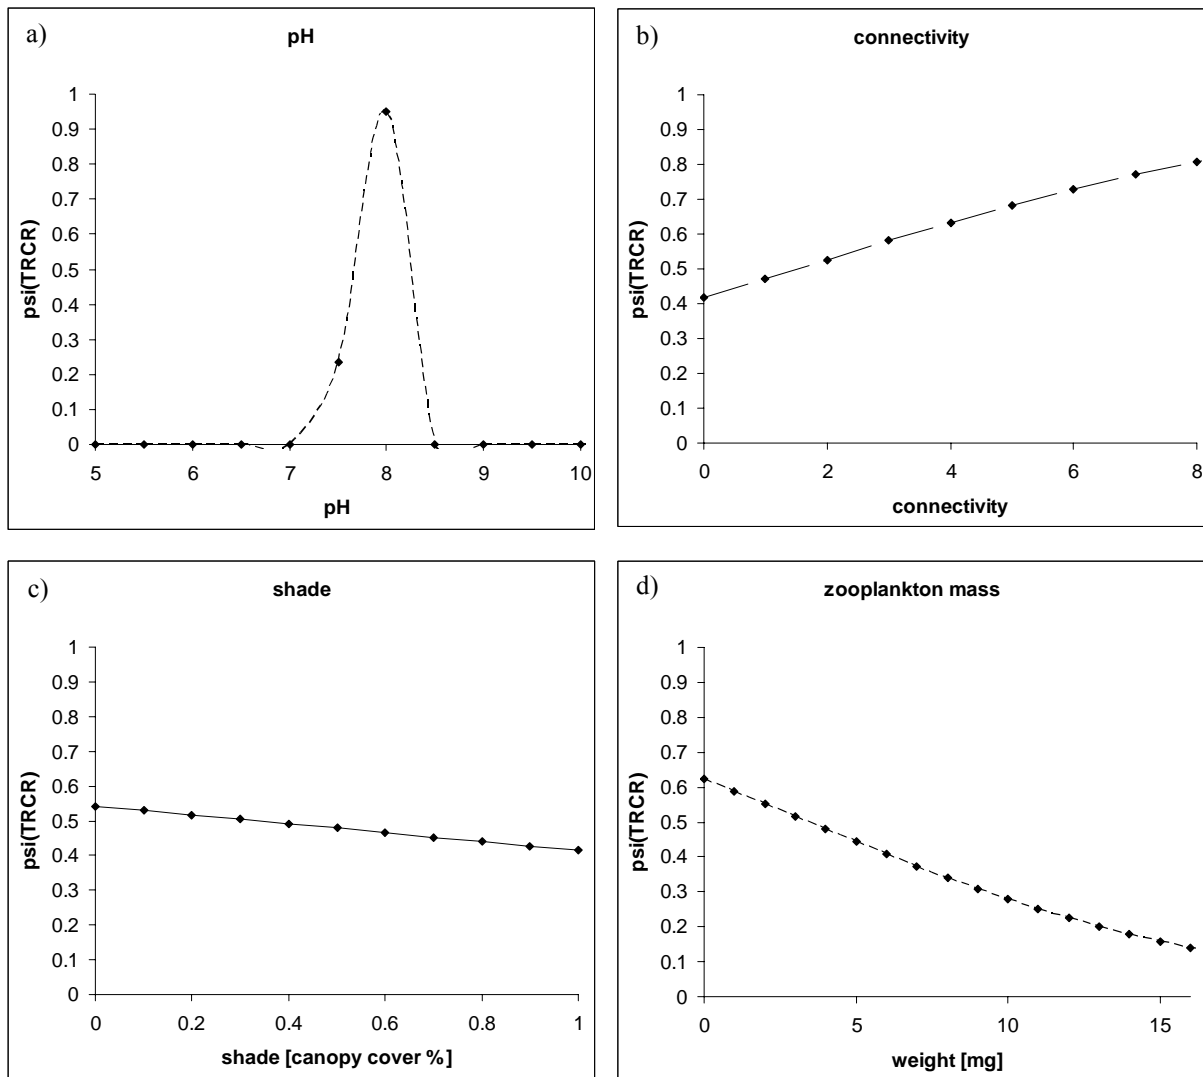 a)
pH
psi(TRCR)
1
0.9
0.8
0.7
0.6
0.5
0.4
0.3
0.2
0.1
0
5 6 7 8 9 10
pH
b)
connectivity
psi(TRCR)
1
0.9
0.8
0.7
0.6
0.5
0.4
0.3
0.2
0.1
0
0 2 4 6 8
connectivity
c)
shade
psi(TRCR)
1
0.9
0.8
0.7
0.6
0.5
0.4
0.3
0.2
0.1
0
0 0.2 0.4 0.6 0.8 1
shade [canopy cover %]
d)
zooplankton mass
psi(TRCR)
1
0.9
0.8
0.7
0.6
0.5
0.4
0.3
0.2
0.1
0
0 5 10 15
weight [mg]